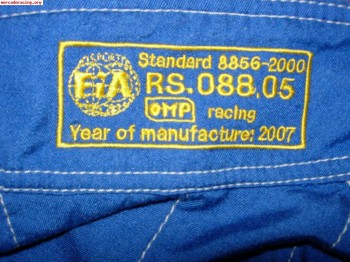 mercadoracing.org
Standard 8856-2000
FiA RS.088.05
OMP racing
Year of manufacture: 2007